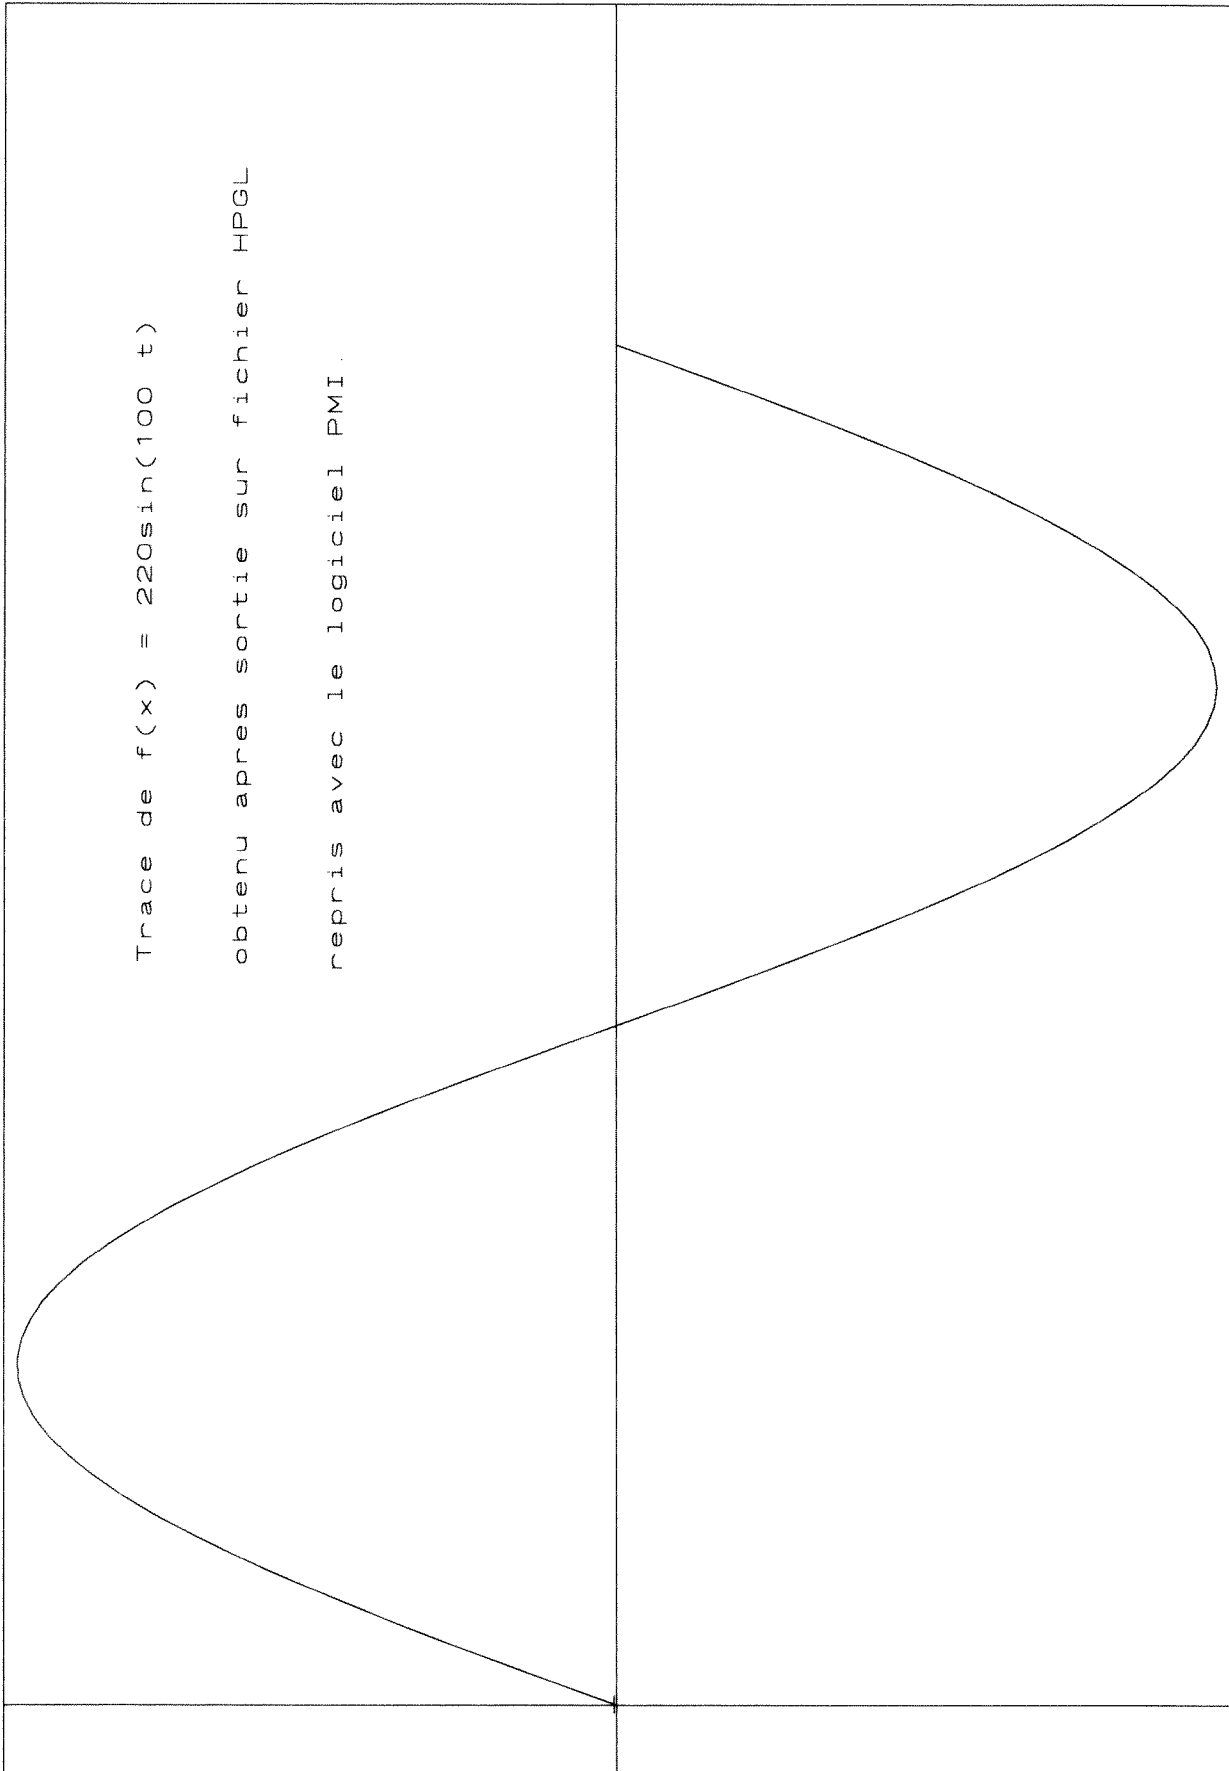 Trace de f(x) = 220sin(100 t)
obtenu apres sortie sur fichier HPGL
repris avec le logiciel PMI.